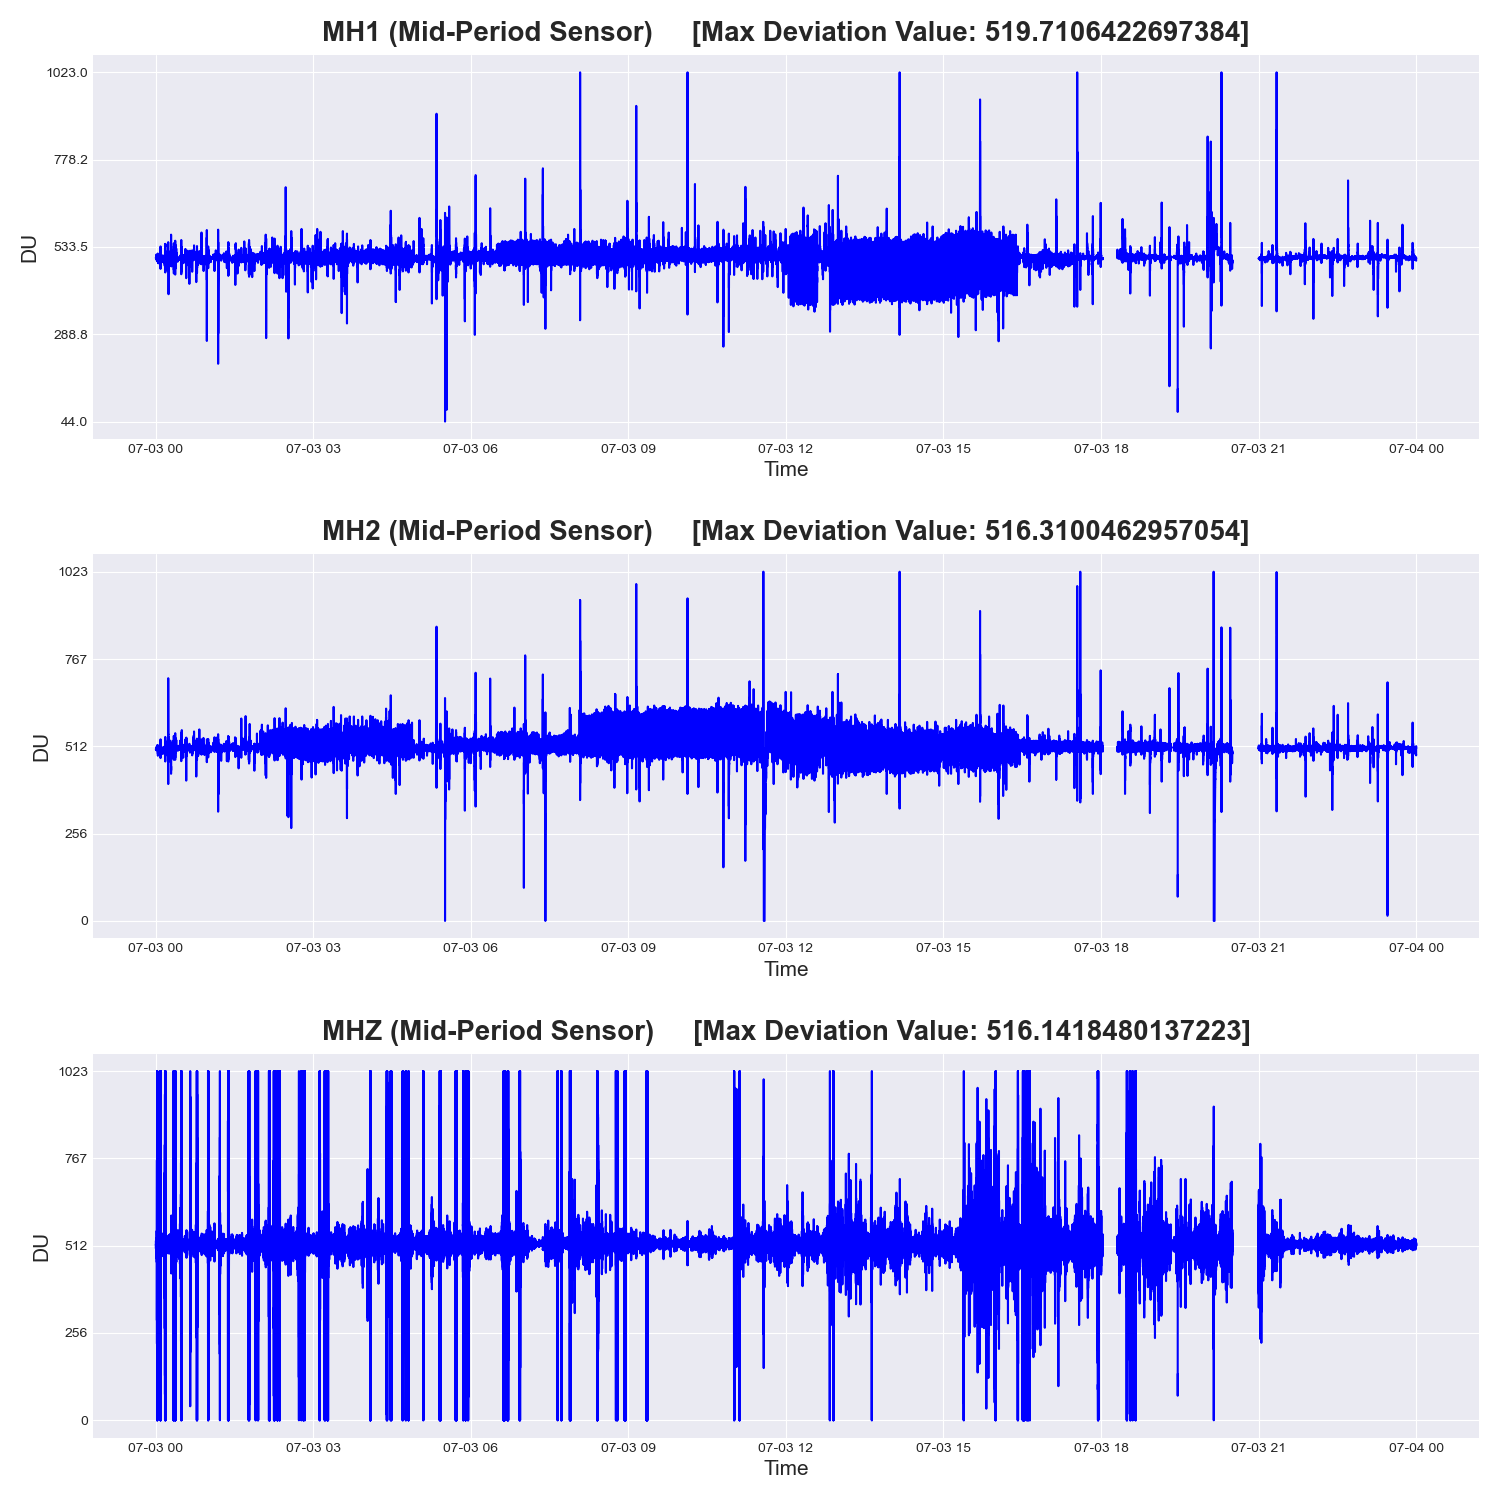 MH1 (Mid-Period Sensor) [Max Deviation Value: 519.7106422697384]
1023.0
778.2
533.5
288.8
44.0
DU
07-03 00 07-03 03 07-03 06 07-03 09 07-03 12 07-03 15 07-03 18 07-03 21 07-04 00
Time
MH2 (Mid-Period Sensor) [Max Deviation Value: 516.3100462957054]
1023
767
512
256
0
DU
07-03 00 07-03 03 07-03 06 07-03 09 07-03 12 07-03 15 07-03 18 07-03 21 07-04 00
Time
MHZ (Mid-Period Sensor) [Max Deviation Value: 516.1418480137223]
1023
767
512
256
0
DU
07-03 00 07-03 03 07-03 06 07-03 09 07-03 12 07-03 15 07-03 18 07-03 21 07-04 00
Time